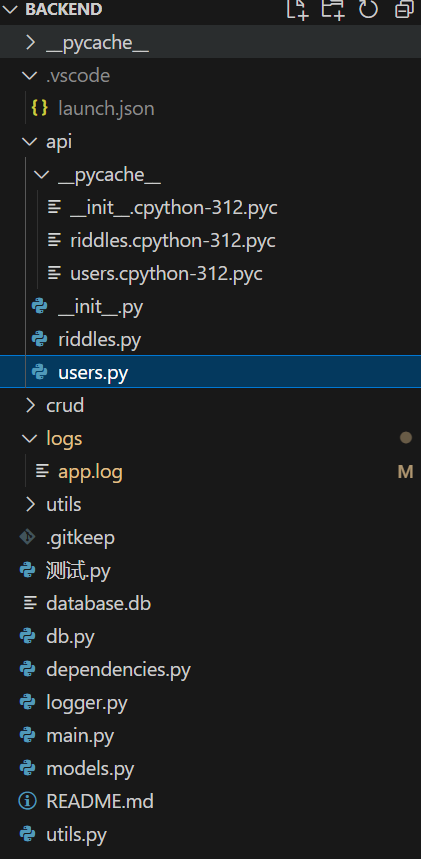 BACKEND
__pycache__
.vscode
{} launch.json
api
__pycache__
__init__.cpython-312.pyc
riddles.cpython-312.pyc
users.cpython-312.pyc
__init__.py
riddles.py
users.py
crud
logs
app.log M
utils
.gitkeep
测试.py
database.db
db.py
dependencies.py
logger.py
main.py
models.py
README.md
utils.py